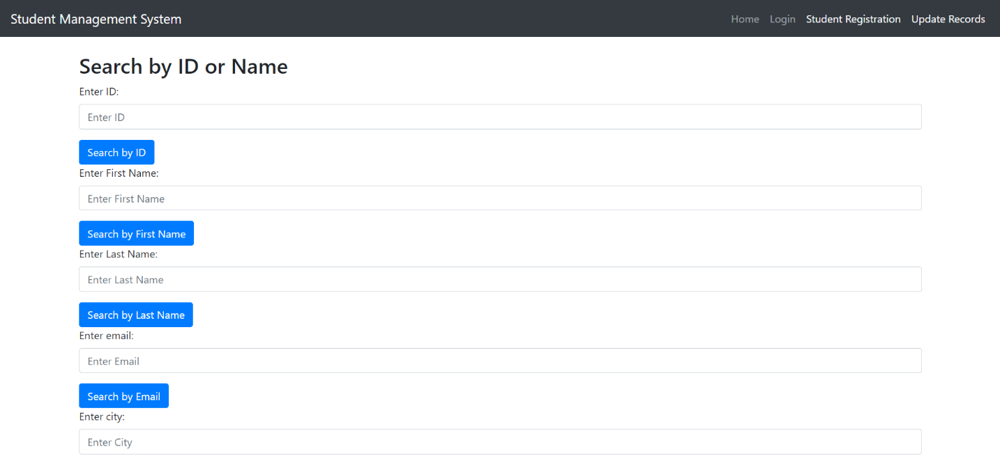 Student Management System Home Login Student Registration Update Records
Search by ID or Name
Enter ID:
Enter ID
Search by ID
Enter First Name:
Enter First Name
Search by First Name
Enter Last Name:
Enter Last Name
Search by Last Name
Enter email:
Enter Email
Search by Email
Enter city:
Enter City